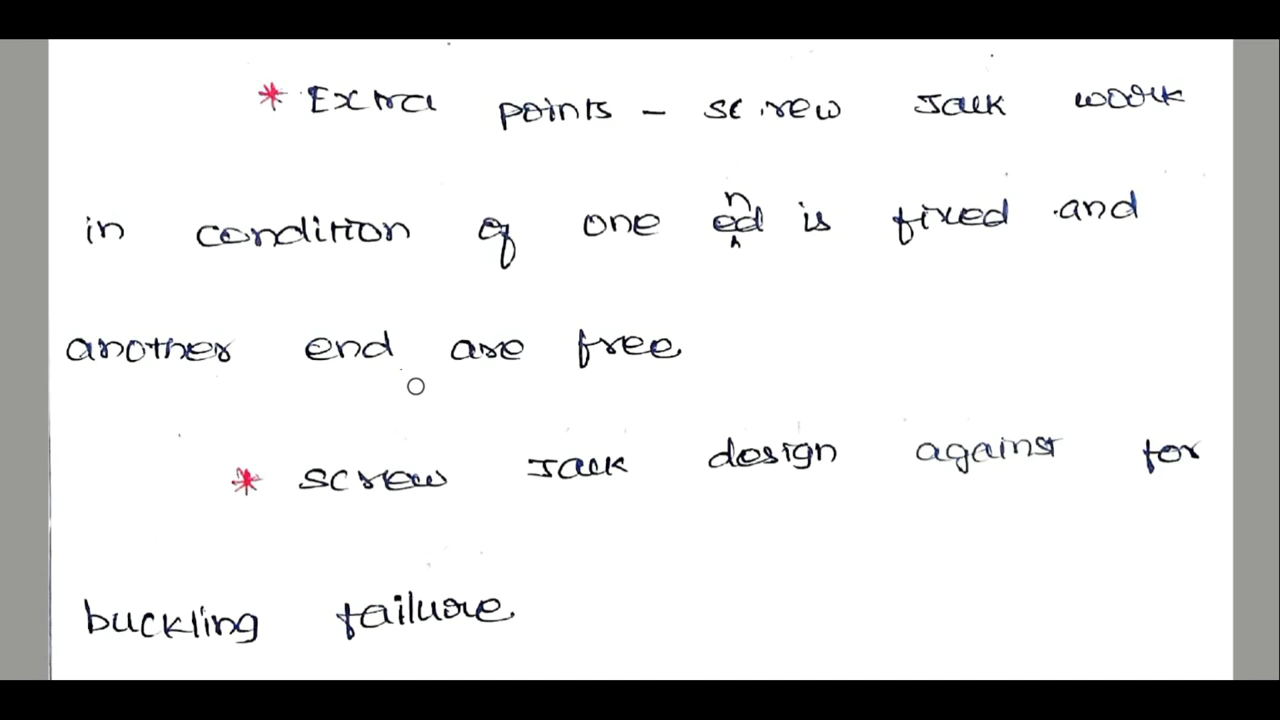 * Extra points - screw Jack work
in condition of one end is fixed and
another end are free
* screw Jack design against for
buckling failure